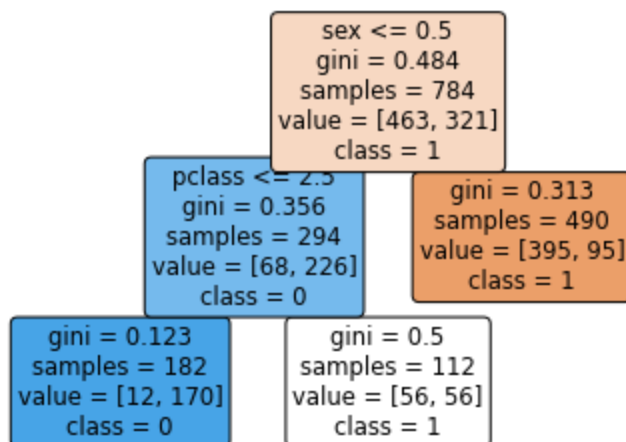 sex <= 0.5
gini = 0.484
samples = 784
value = [463, 321]
class = 1
pclass <= 2.5
gini = 0.356
samples = 294
value = [68, 226]
class = 0
gini = 0.313
samples = 490
value = [395, 95]
class = 1
gini = 0.123
samples = 182
value = [12, 170]
class = 0
gini = 0.5
samples = 112
value = [56, 56]
class = 1